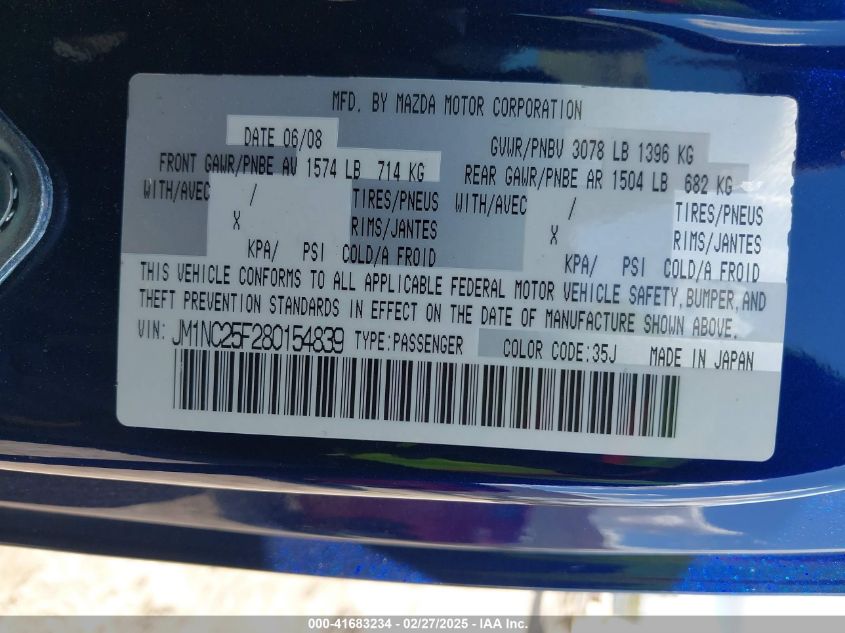 MFD. BY MAZDA MOTOR CORPORATION
DATE 06/08 GVWR/PNBV 3078 LB 1396 KG
FRONT GAWR/PNBE AV 1574 LB 714 KG REAR GAWR/PNBE AR 1504 LB 682 KG
WITH/AVEC / TIRES/PNEUS WITH/AVEC / TIRES/PNEUS
X RIMS/JANTES X RIMS/JANTES
KPA/ PSI COLD/A FROID KPA/ PSI COLD/A FROID
THIS VEHICLE CONFORMS TO ALL APPLICABLE FEDERAL MOTOR VEHICLE SAFETY, BUMPER, AND
THEFT PREVENTION STANDARDS IN EFFECT ON THE DATE OF MANUFACTURE SHOWN ABOVE.
VIN: JM1NC25F280154839 TYPE:PASSENGER COLOR CODE:35J MADE IN JAPAN
000-41683234 - 02/27/2025 - IAA Inc.